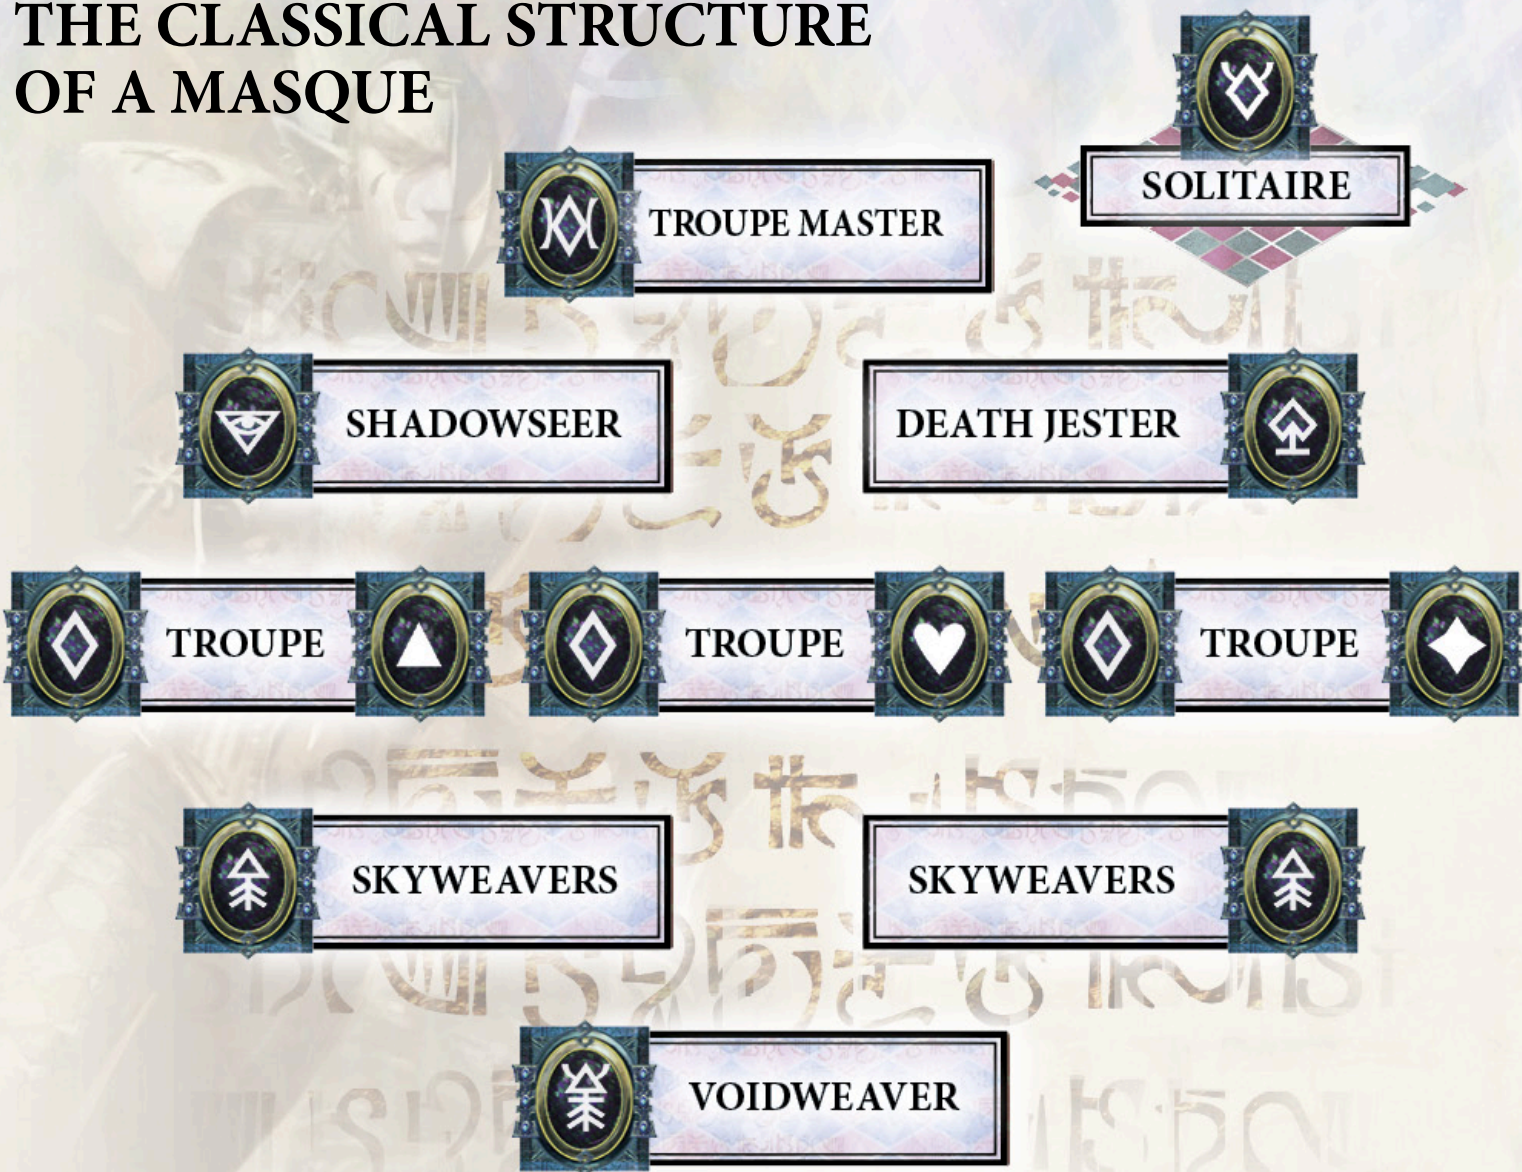 THE CLASSICAL STRUCTURE
OF A MASQUE
SOLITAIRE
TROUPE MASTER
SHADOWSEER
DEATH JESTER
TROUPE
TROUPE
TROUPE
SKYWEAVERS
SKYWEAVERS
VOIDWEAVER